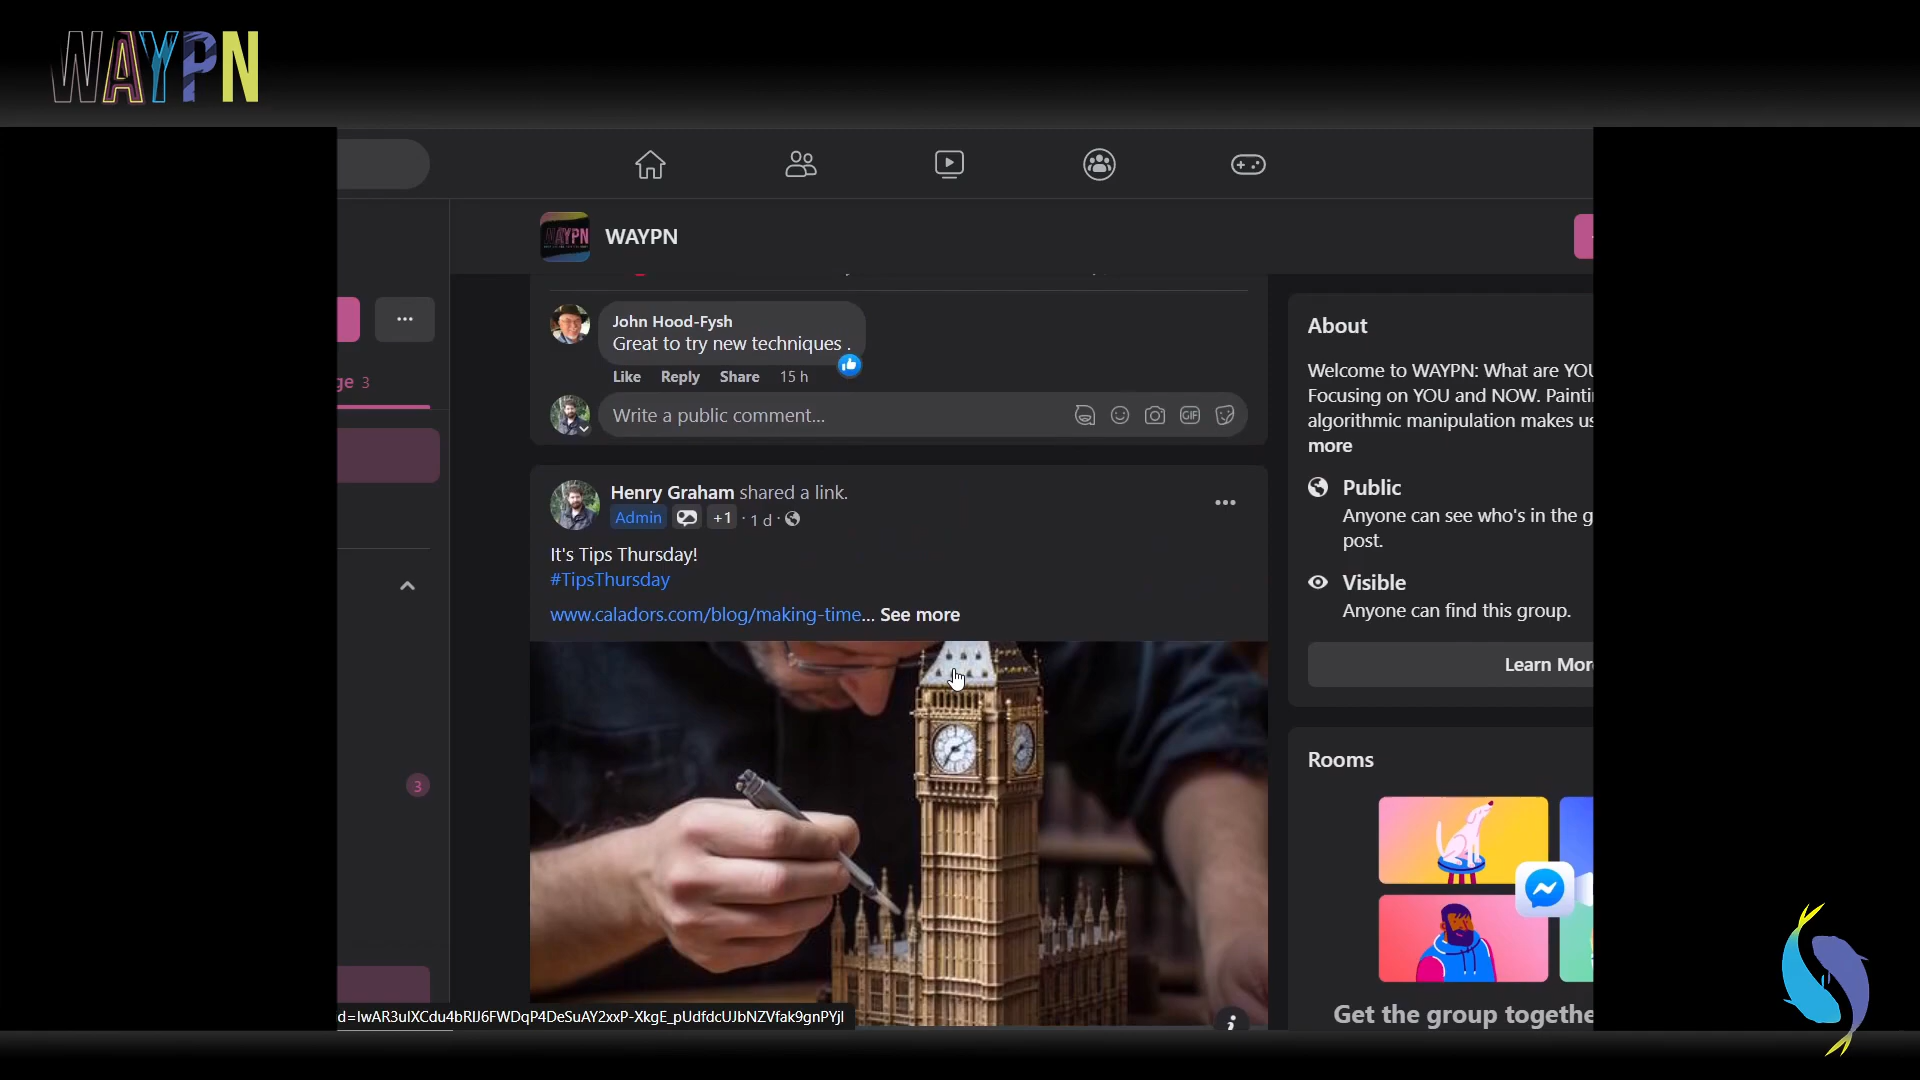 WAYPN
WAYPN
WAYPN
John Hood-Fysh
Great to try new techniques .
Like Reply Share 15 h
Write a public comment...
GIF
Henry Graham shared a link.
Admin +1 · 1 d ·
It's Tips Thursday!
#TipsThursday
www.caladors.com/blog/making-time... See more
ge 3
3
About
Welcome to WAYPN: What are YOU
Focusing on YOU and NOW. Painti
algorithmic manipulation makes us
more
Public
Anyone can see who's in the g
post.
Visible
Anyone can find this group.
Learn More
Rooms
Get the group togethe